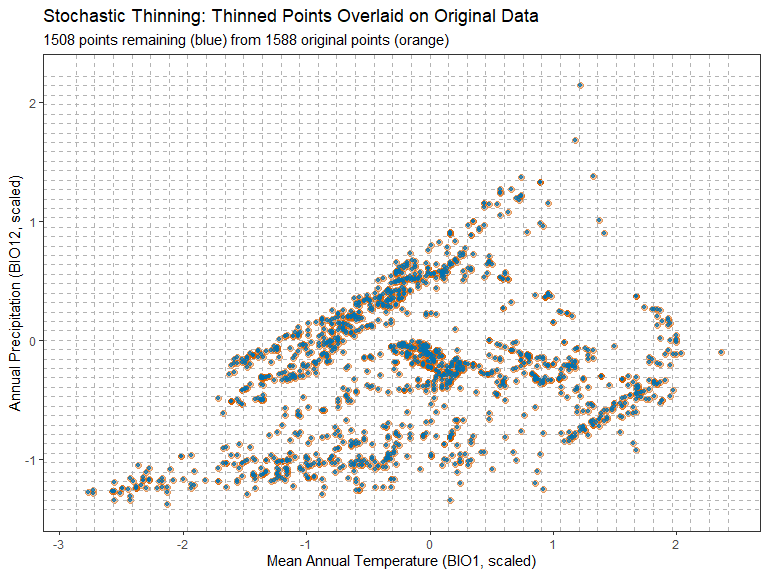 Stochastic Thinning: Thinned Points Overlaid on Original Data
1508 points remaining (blue) from 1588 original points (orange)
Annual Precipitation (BIO12, scaled)
2
1
0
-1
-3
-2
-1
0
1
2
Mean Annual Temperature (BIO1, scaled)